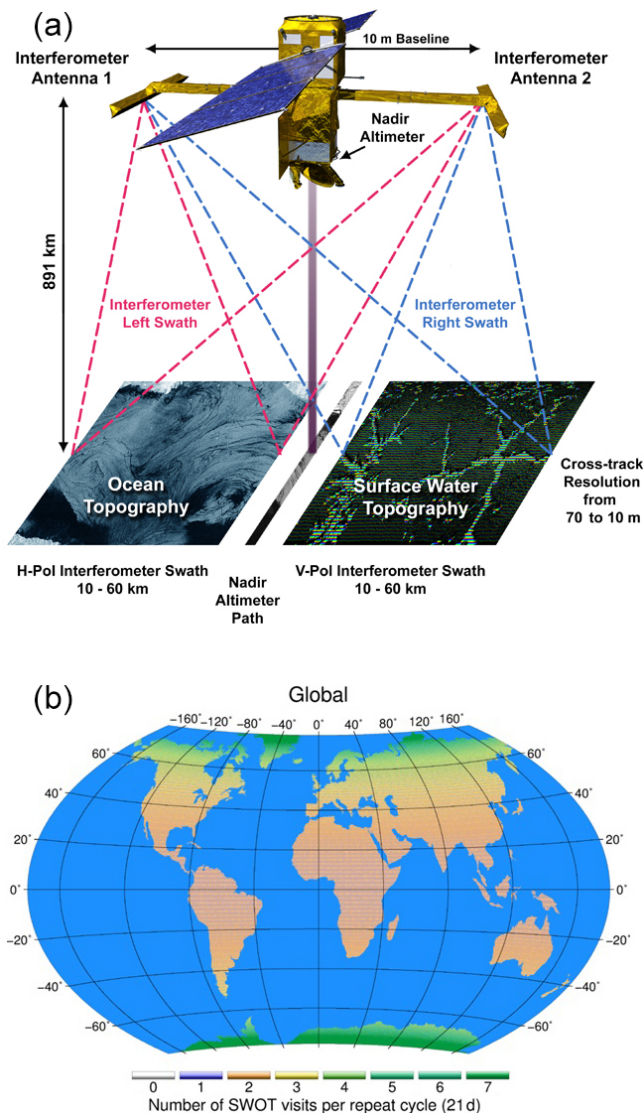 (a)
10 m Baseline
Interferometer
Antenna 1
Interferometer
Antenna 2
Nadir
Altimeter
891 km
Interferometer
Left Swath
Interferometer
Right Swath
Ocean
Topography
Surface Water
Topography
Cross-track
Resolution
from
70 to 10 m
H-Pol Interferometer Swath
10 - 60 km
Nadir
Altimeter
Path
V-Pol Interferometer Swath
10 - 60 km
(b)
Global
-160° -120° -80° -40° 0° 40° 80° 120° 160°
60° 60°
40° 40°
20° 20°
0° 0°
-20° -20°
-40° -40°
-60° -60°
0 1 2 3 4 5 6 7
Number of SWOT visits per repeat cycle (21d)